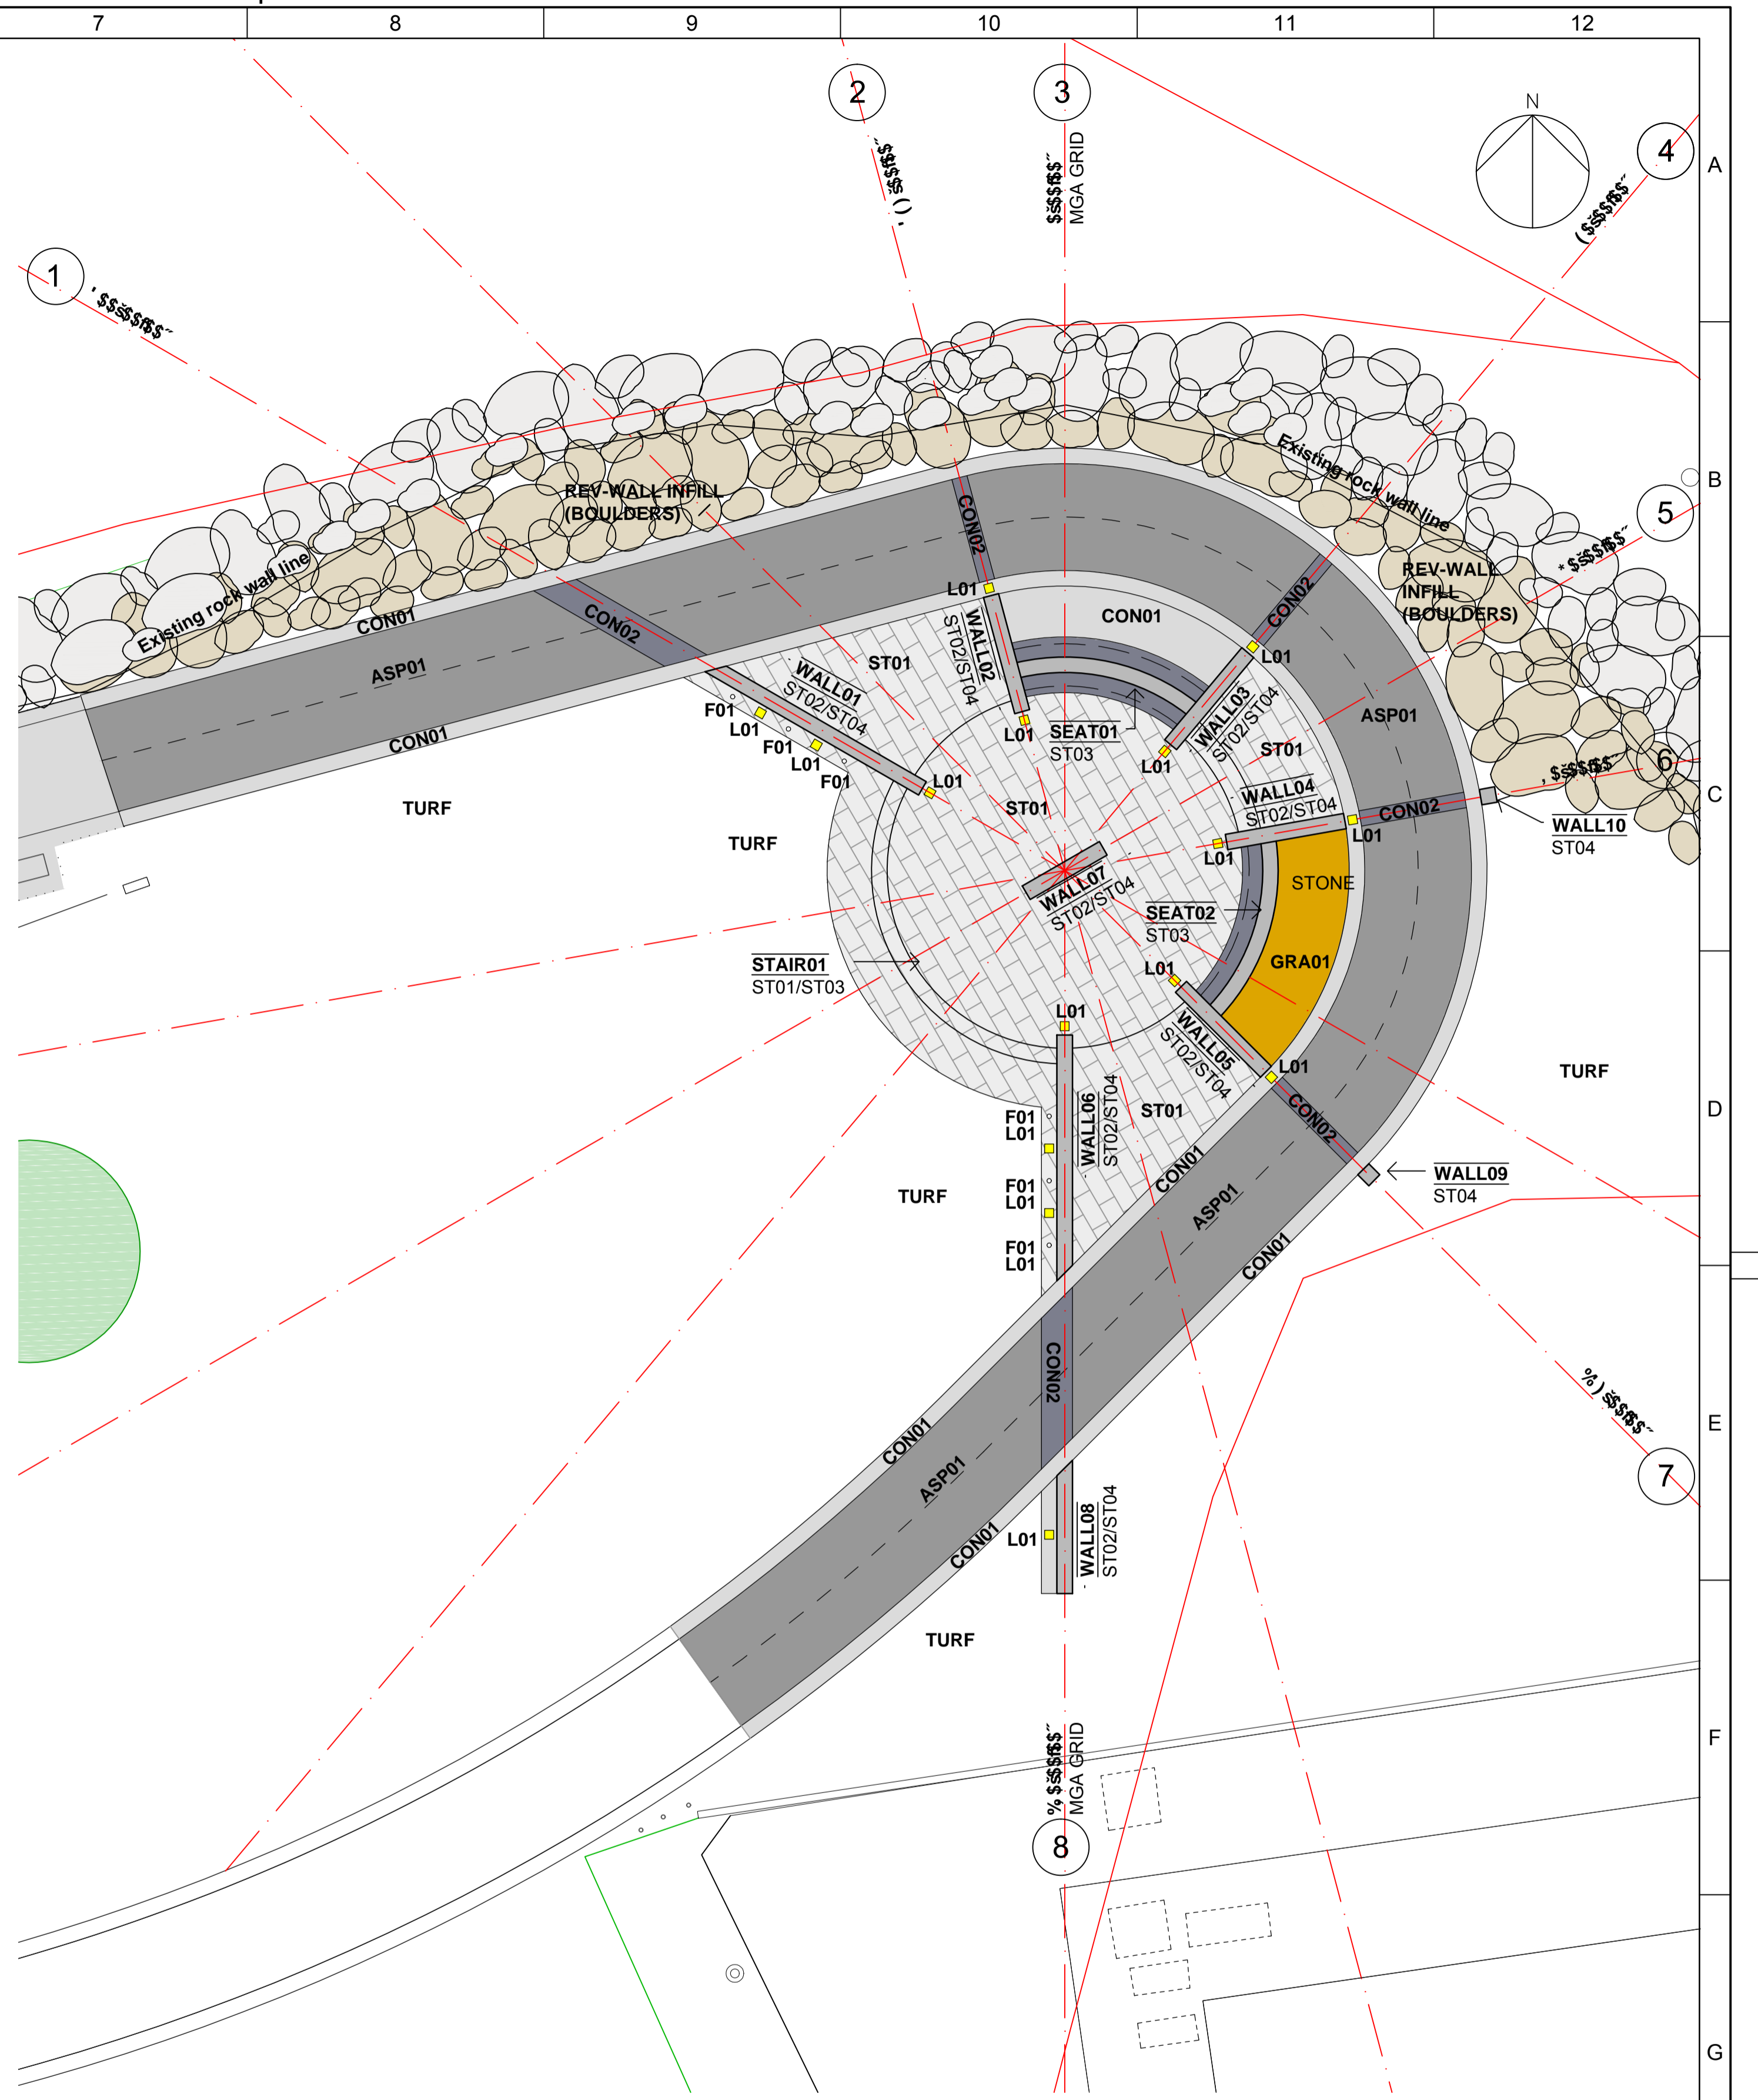 7
8
9
10
11
12
2
3
N
4
A
MGA GRID
1
B
Existing rock wall line
REV-WALL INFILL
(BOULDERS)
5
CON02
Existing rock wall line
REV-WALL
INFILL
(BOULDERS)
L01
CON02
CON01
CON02
CON01
WALL02
ST02/ST04
L01
ASP01
ST01
WALL01
ST02/ST04
WALL03
ST02/ST04
F01
L01
L01
SEAT01
ST03
ASP01
CON01
F01
L01
ST01
6
L01
F01
L01
WALL04
ST02/ST04
C
TURF
ST01
CON02
WALL10
ST04
L01
TURF
L01
WALL07
ST02/ST04
STONE
SEAT02
ST03
STAIR01
ST01/ST03
L01
GRA01
L01
WALL05
ST02/ST04
L01
TURF
WALL06
ST02/ST04
F01
L01
ST01
CON02
D
CON01
WALL09
ST04
F01
L01
TURF
ASP01
F01
L01
CON01
CON02
CON01
E
ASP01
7
CON01
L01
WALL08
ST02/ST04
TURF
F
MGA GRID
8
G